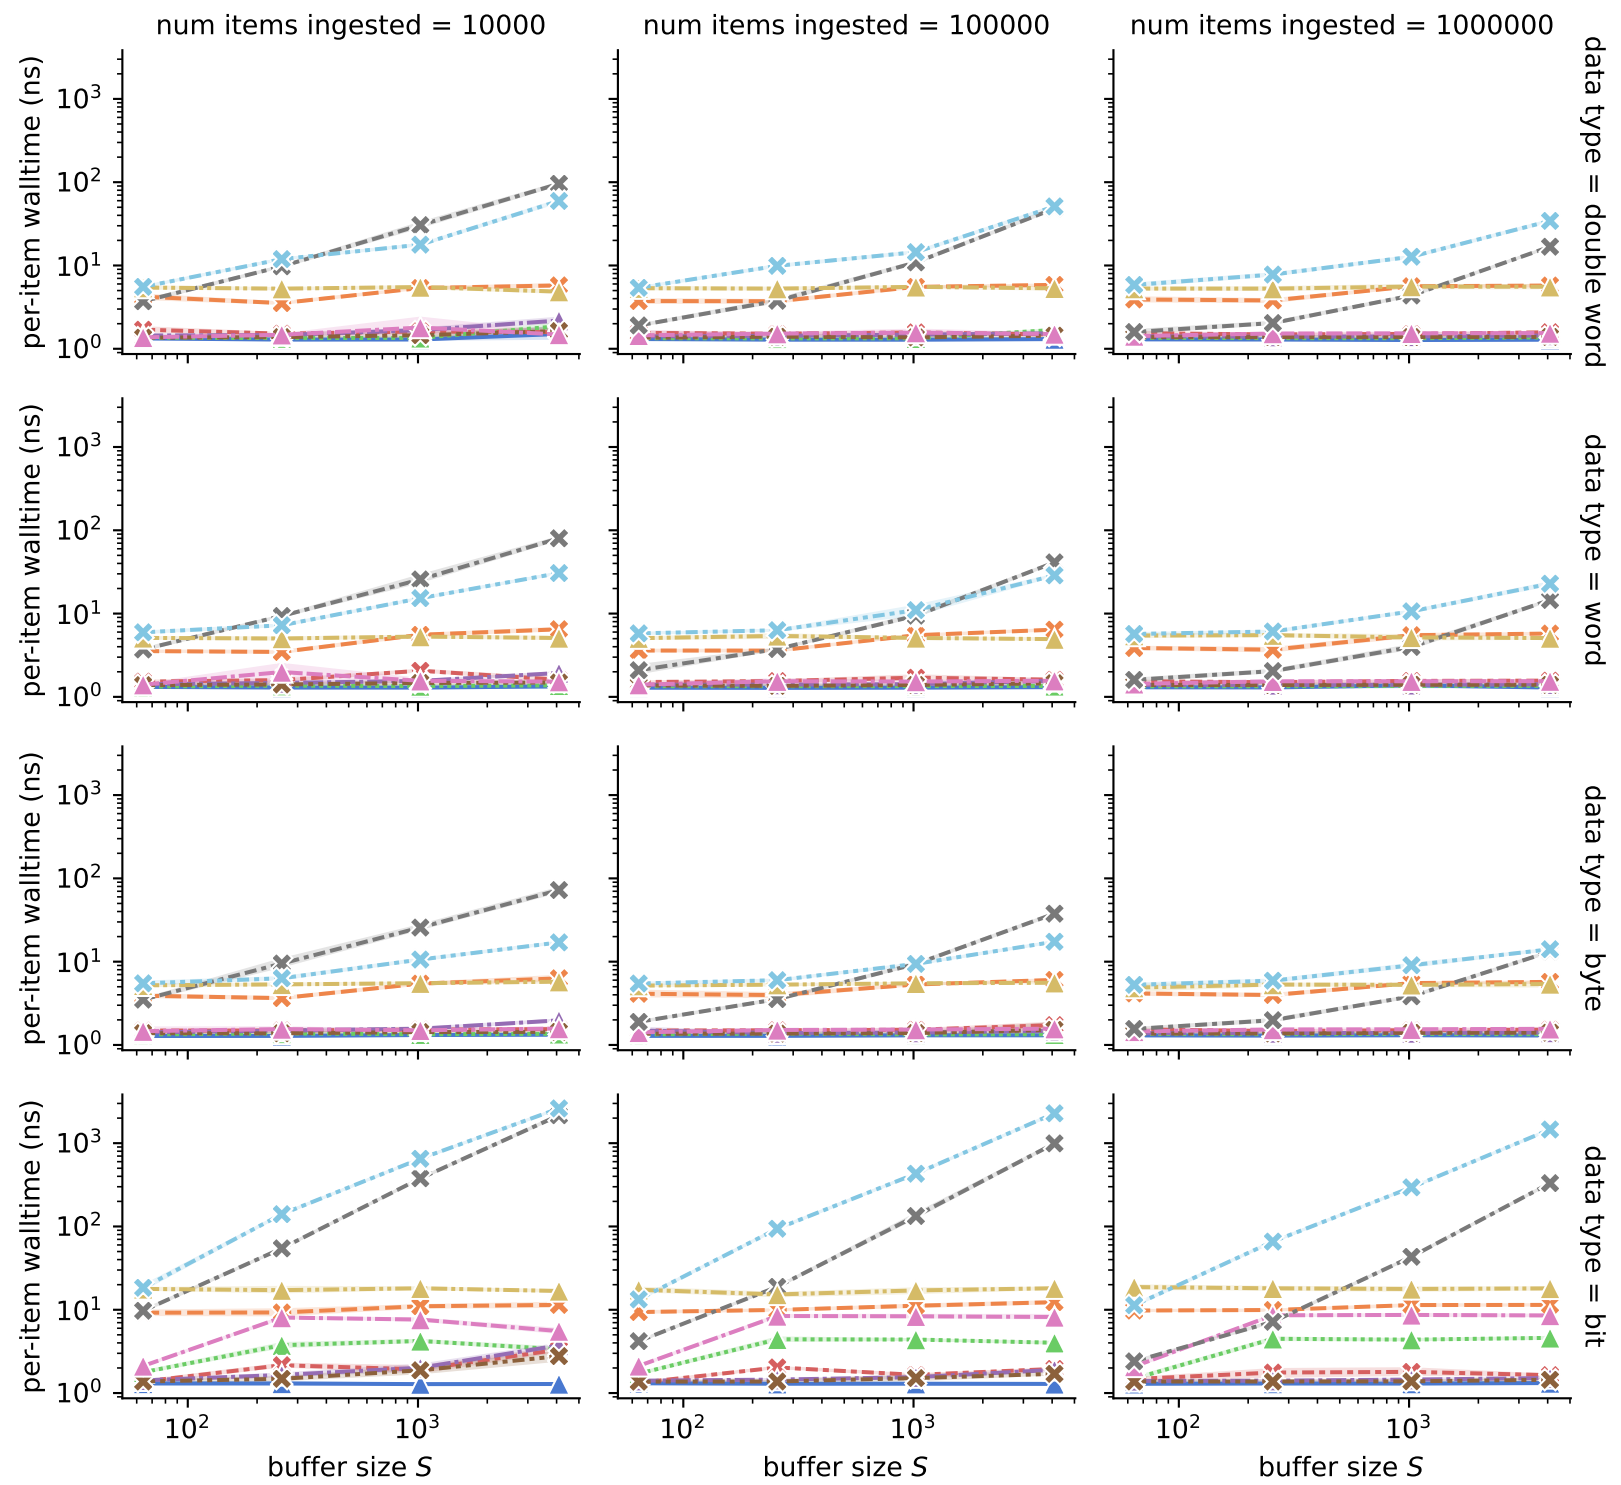 num items ingested = 10000
num items ingested = 100000
num items ingested = 1000000
per-item walltime (ns)
10³
10²
10¹
10⁰
data type = double word
per-item walltime (ns)
10³
10²
10¹
10⁰
data type = word
per-item walltime (ns)
10³
10²
10¹
10⁰
data type = byte
per-item walltime (ns)
10³
10²
10¹
10⁰
data type = bit
10² 10³
10² 10³
10² 10³
buffer size S
buffer size S
buffer size S